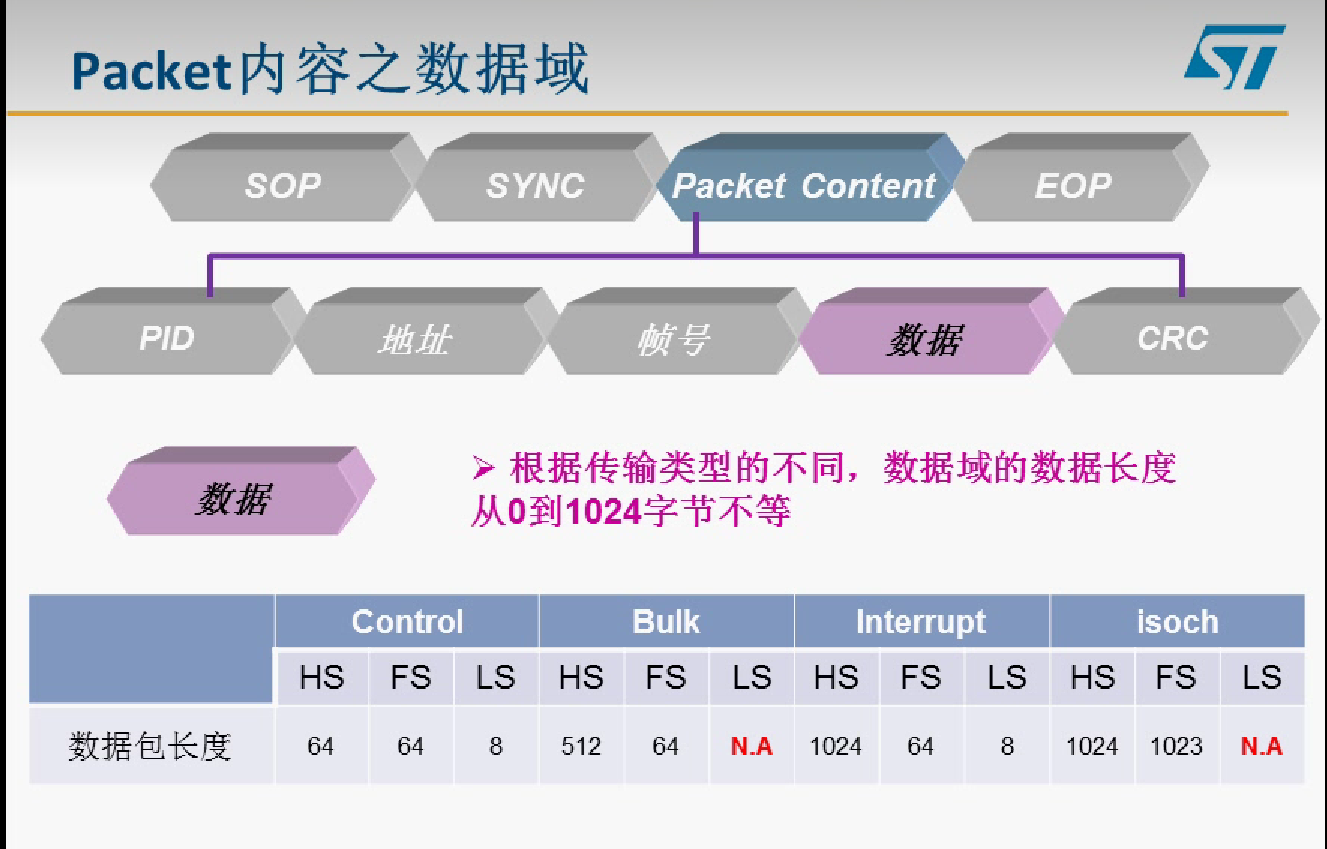 Packet内容之数据域
ST
SOP SYNC Packet Content EOP
PID 地址 帧号 数据 CRC
数据
➢ 根据传输类型的不同，数据域的数据长度
从0到1024字节不等
Control Bulk Interrupt isoch
HS FS LS HS FS LS HS FS LS HS FS LS
数据包长度 64 64 8 512 64 N.A 1024 64 8 1024 1023 N.A